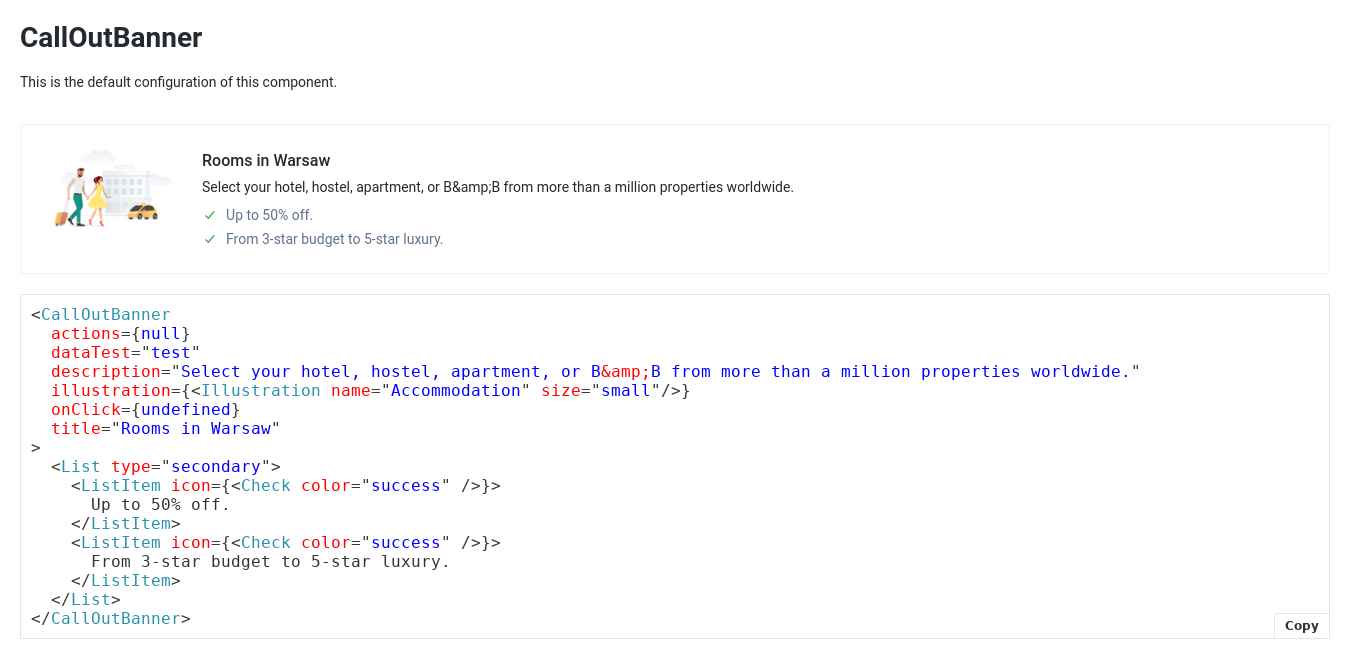 CallOutBanner
This is the default configuration of this component.
Rooms in Warsaw
Select your hotel, hostel, apartment, or B&amp;B from more than a million properties worldwide.
Up to 50% off.
From 3-star budget to 5-star luxury.
<CallOutBanner
  actions={null}
  dataTest="test"
  description="Select your hotel, hostel, apartment, or B&amp;B from more than a million properties worldwide."
  illustration={<Illustration name="Accommodation" size="small"/>}
  onClick={undefined}
  title="Rooms in Warsaw"
>
  <List type="secondary">
    <ListItem icon={<Check color="success" />}>
      Up to 50% off.
    </ListItem>
    <ListItem icon={<Check color="success" />}>
      From 3-star budget to 5-star luxury.
    </ListItem>
  </List>
</CallOutBanner>
Copy